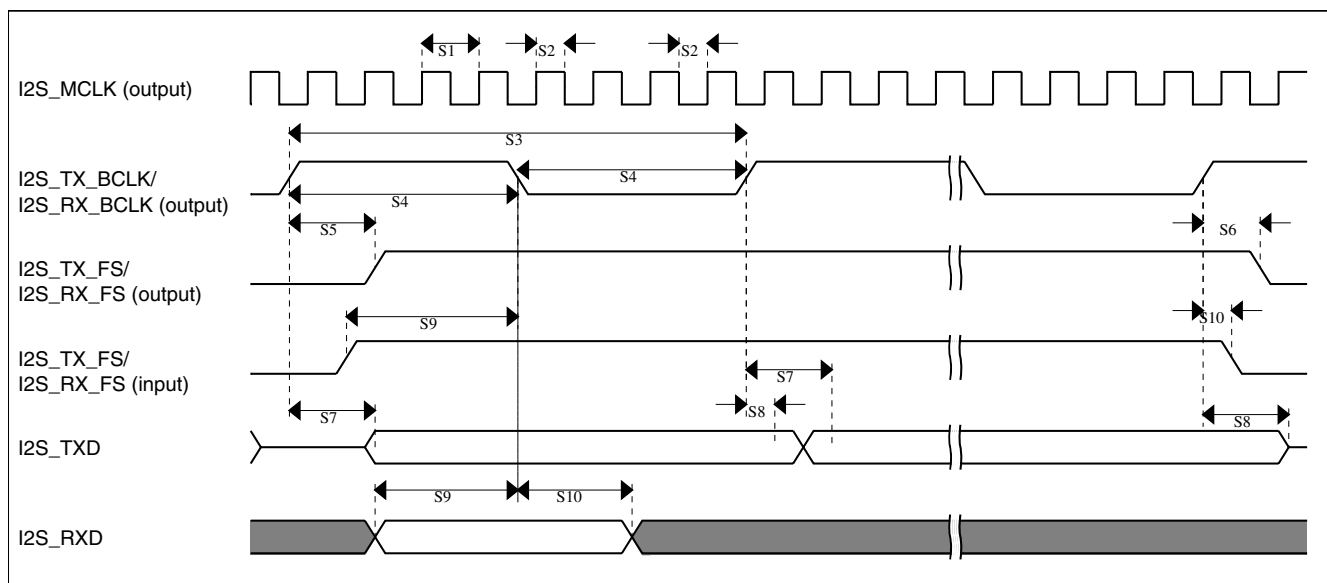 S1
S2
S2
I2S_MCLK (output)
S3
I2S_TX_BCLK/
I2S_RX_BCLK (output)
S4
S4
S5
S6
I2S_TX_FS/
I2S_RX_FS (output)
S9
S10
I2S_TX_FS/
I2S_RX_FS (input)
S7
S7
S8
S8
I2S_TXD
S9
S10
I2S_RXD